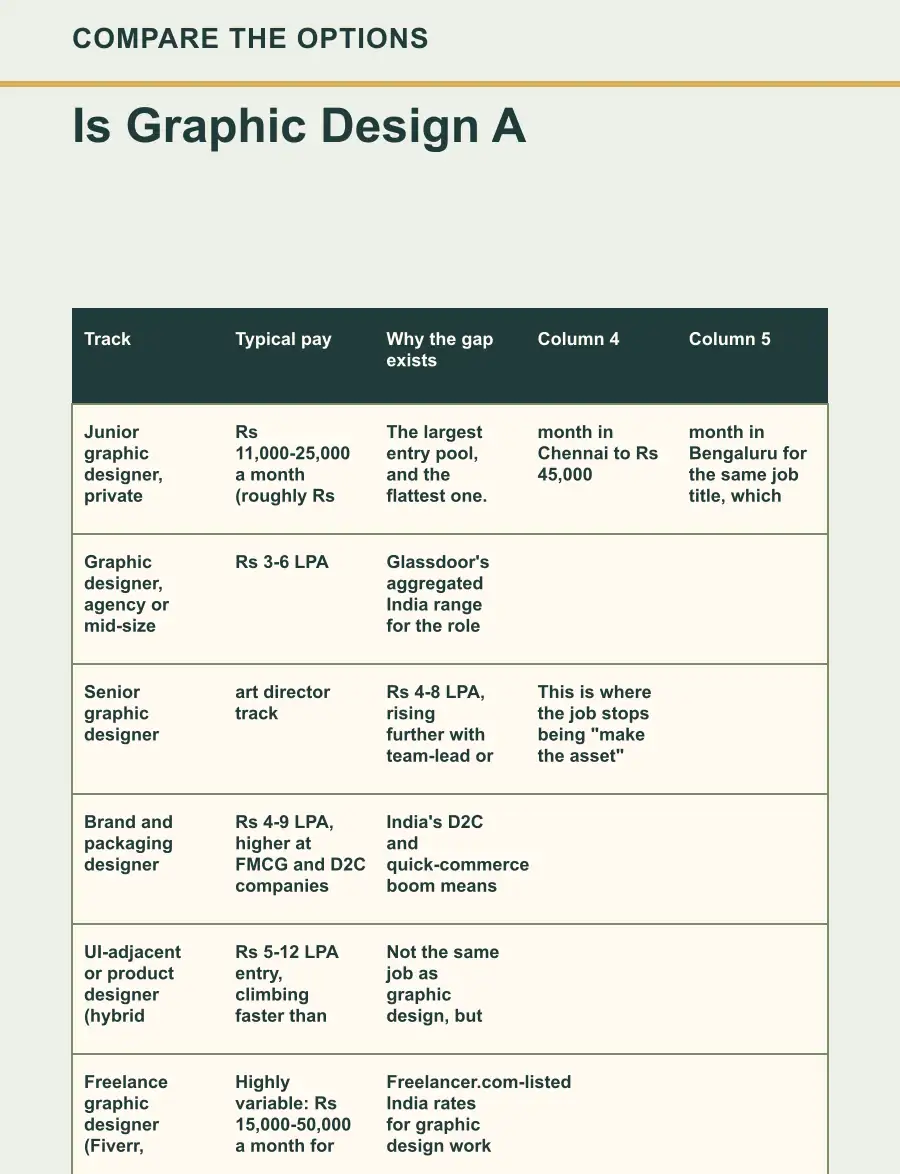 COMPARE THE OPTIONS
Is Graphic Design A
Track
Typical pay
Why the gap
exists
Column 4
Column 5
Junior
graphic
designer,
private
Rs
11,000-25,000
a month
(roughly Rs
The largest
entry pool,
and the
flattest one.
month in
Chennai to Rs
45,000
month in
Bengaluru for
the same job
title, which
Graphic
designer,
agency or
mid-size
Rs 3-6 LPA
Glassdoor's
aggregated
India range
for the role
Senior
graphic
designer
art director
track
Rs 4-8 LPA,
rising
further with
team-lead or
This is where
the job stops
being "make
the asset"
Brand and
packaging
designer
Rs 4-9 LPA,
higher at
FMCG and D2C
companies
India's D2C
and
quick-commerce
boom means
UI-adjacent
or product
designer
(hybrid
Rs 5-12 LPA
entry,
climbing
faster than
Not the same
job as
graphic
design, but
Freelance
graphic
designer
(Fiverr,
Highly
variable: Rs
15,000-50,000
a month for
Freelancer.com-listed
India rates
for graphic
design work